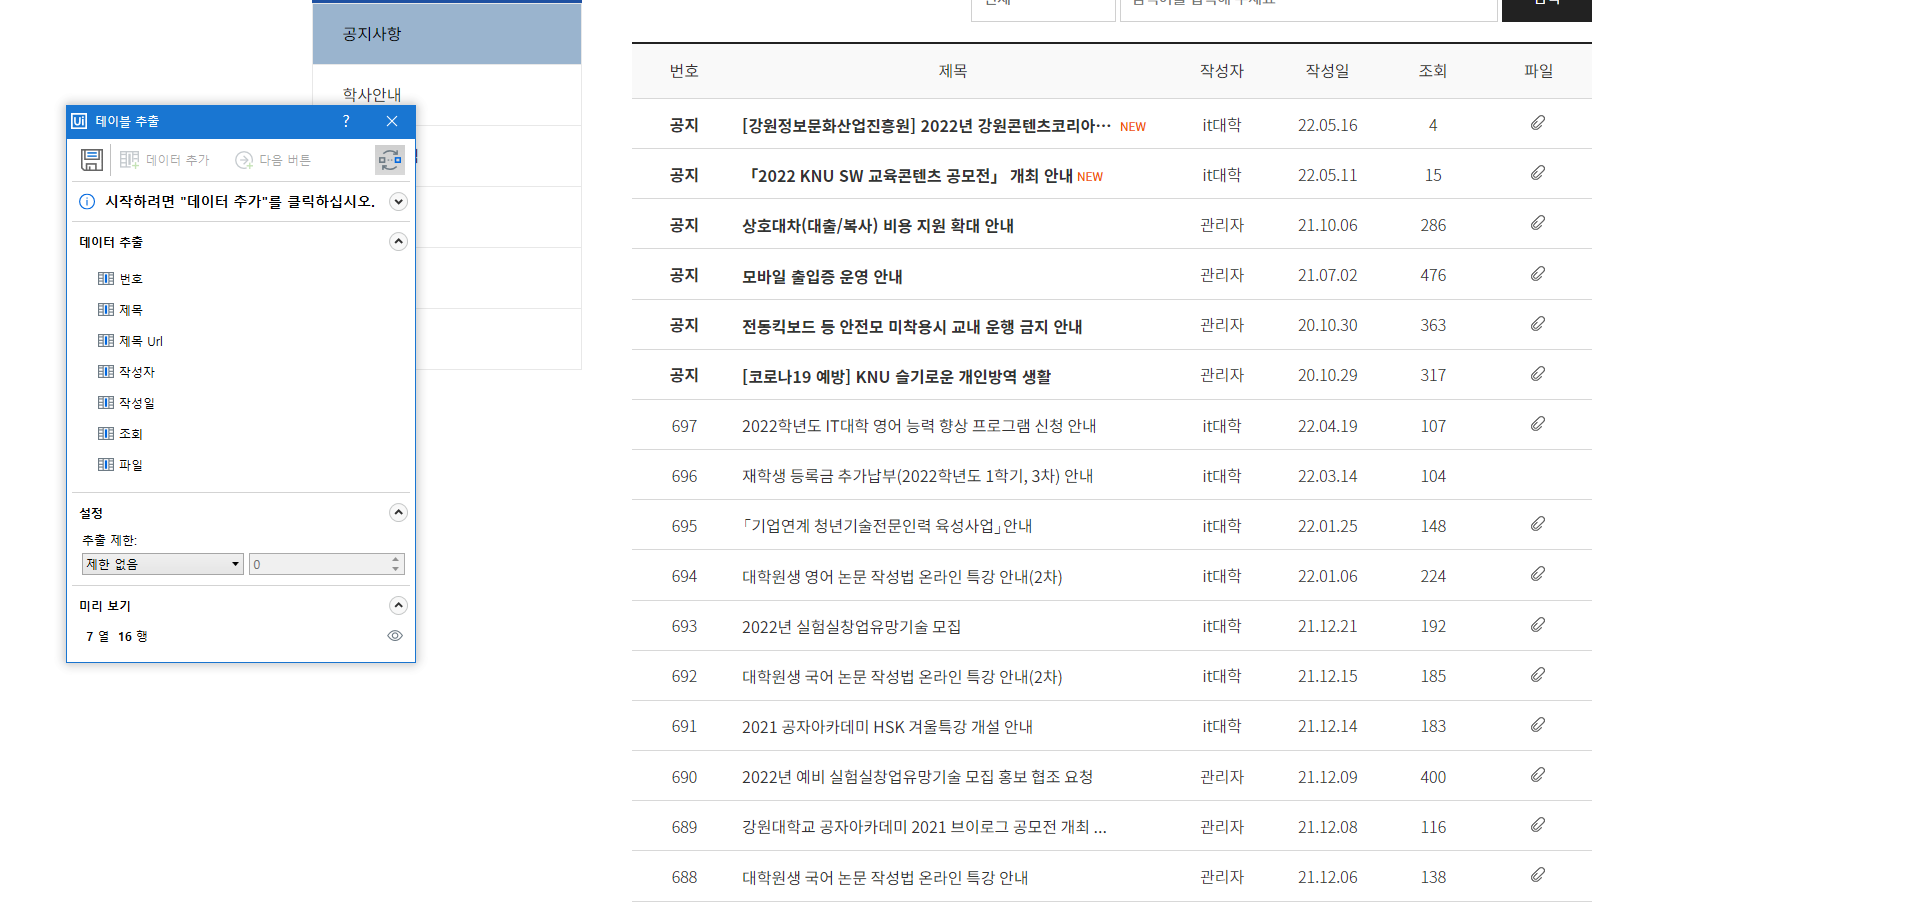 공지사항
학사안내
Ui 테이블 추출 ?
데이터 추가 다음 버튼
시작하려면 "데이터 추가"를 클릭하십시오.
데이터 추출
번호
제목
제목 Url
작성자
작성일
조회
파일
설정
추출 제한:
제한 없음 0
미리 보기
7 열 16 행
번호 제목 작성자 작성일 조회 파일
공지 [강원정보문화산업진흥원] 2022년 강원콘텐츠코리아… NEW it대학 22.05.16 4
공지 「2022 KNU SW 교육콘텐츠 공모전」 개최 안내 NEW it대학 22.05.11 15
공지 상호대차(대출/복사) 비용 지원 확대 안내 관리자 21.10.06 286
공지 모바일 출입증 운영 안내 관리자 21.07.02 476
공지 전동킥보드 등 안전모 미착용시 교내 운행 금지 안내 관리자 20.10.30 363
공지 [코로나19 예방] KNU 슬기로운 개인방역 생활 관리자 20.10.29 317
697 2022학년도 IT대학 영어 능력 향상 프로그램 신청 안내 it대학 22.04.19 107
696 재학생 등록금 추가납부(2022학년도 1학기, 3차) 안내 it대학 22.03.14 104
695 「기업연계 청년기술전문인력 육성사업」안내 it대학 22.01.25 148
694 대학원생 영어 논문 작성법 온라인 특강 안내(2차) it대학 22.01.06 224
693 2022년 실험실창업유망기술 모집 it대학 21.12.21 192
692 대학원생 국어 논문 작성법 온라인 특강 안내(2차) it대학 21.12.15 185
691 2021 공자아카데미 HSK 겨울특강 개설 안내 it대학 21.12.14 183
690 2022년 예비 실험실창업유망기술 모집 홍보 협조 요청 관리자 21.12.09 400
689 강원대학교 공자아카데미 2021 브이로그 공모전 개최 ... 관리자 21.12.08 116
688 대학원생 국어 논문 작성법 온라인 특강 안내 관리자 21.12.06 138